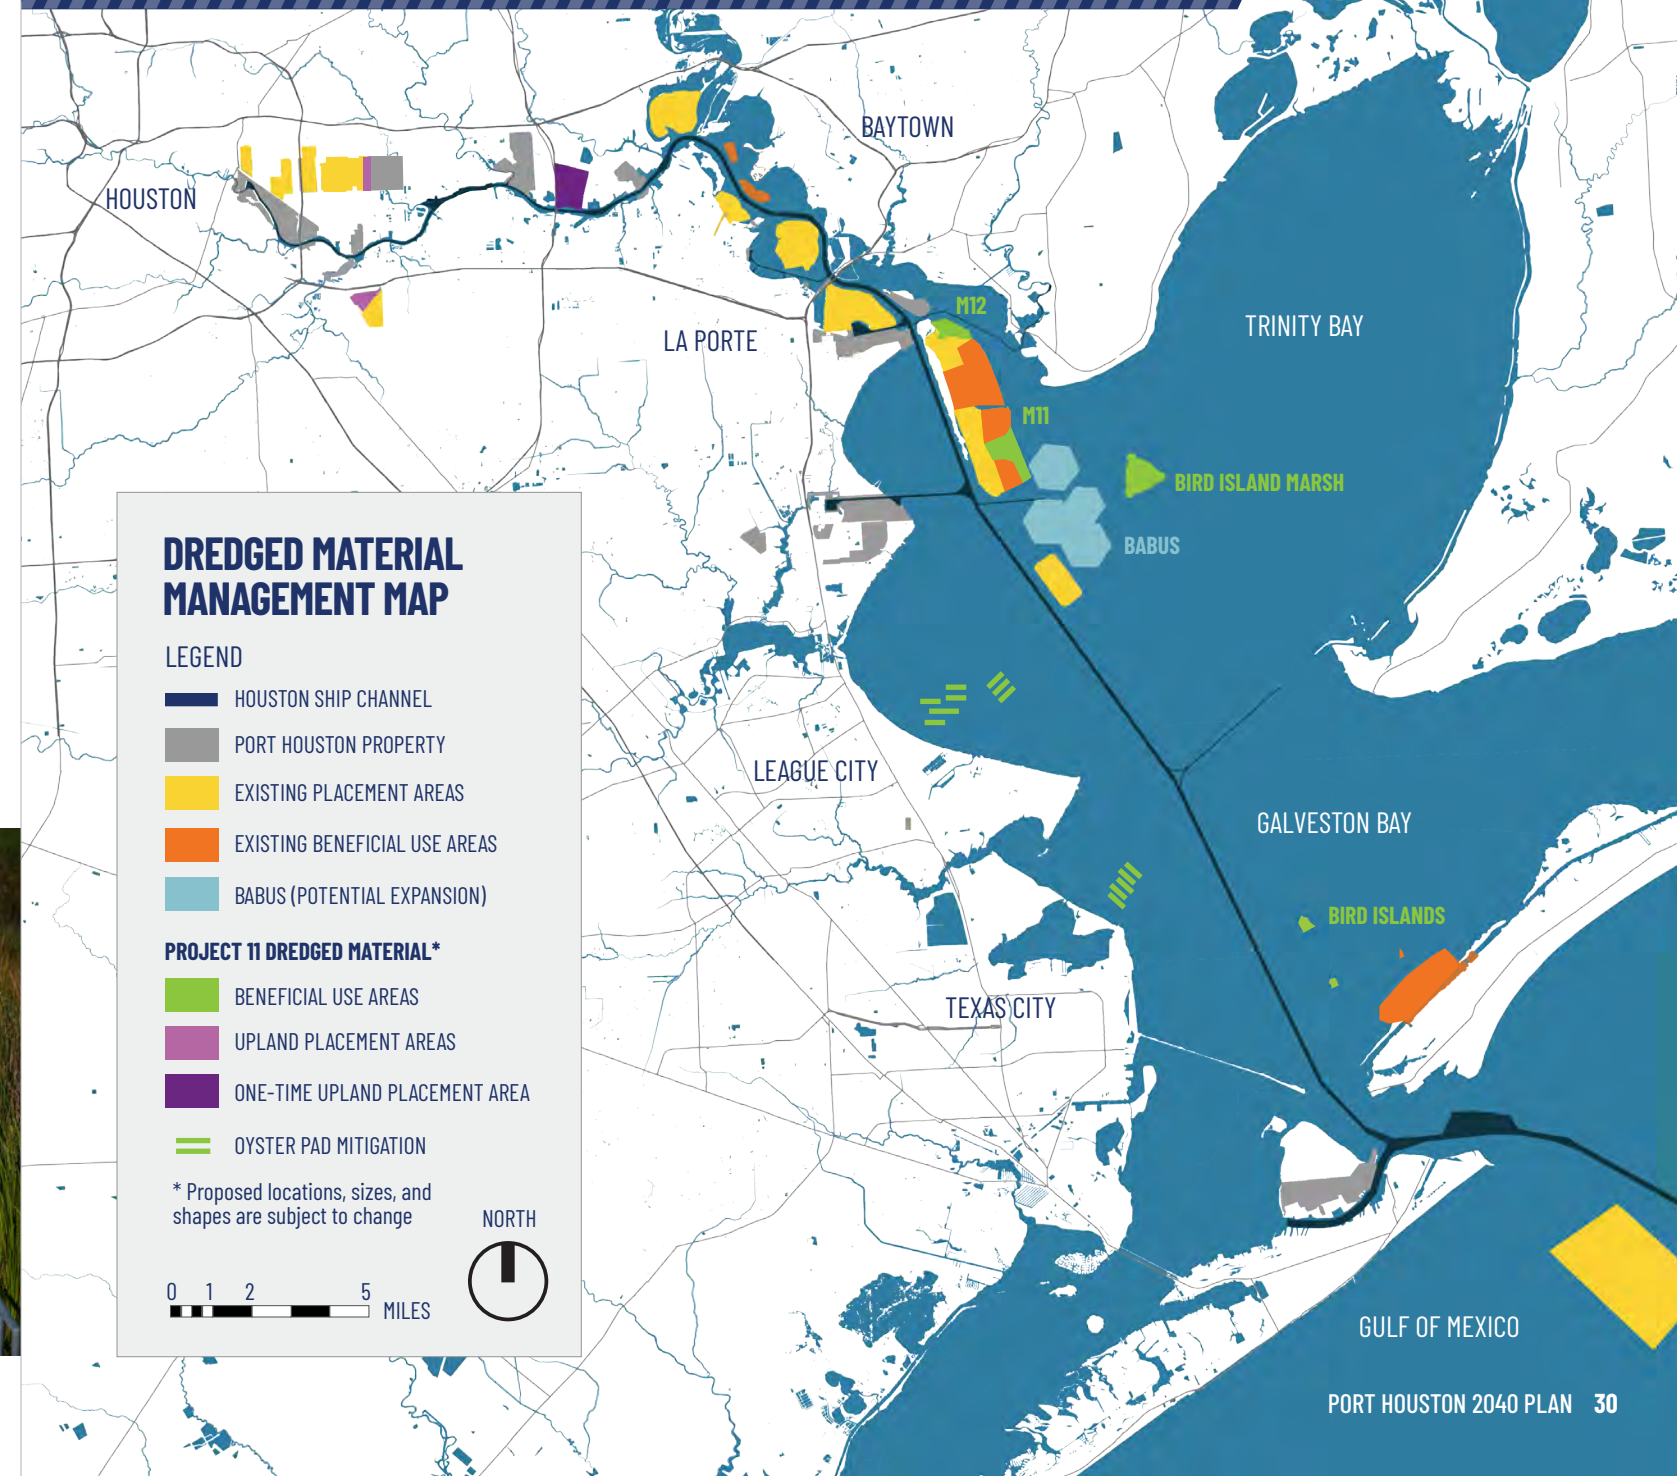 HOUSTON
BAYTOWN
M12
TRINITY BAY
LA PORTE
M11
BIRD ISLAND MARSH
BABUS
DREDGED MATERIAL
MANAGEMENT MAP
LEGEND
HOUSTON SHIP CHANNEL
PORT HOUSTON PROPERTY
EXISTING PLACEMENT AREAS
EXISTING BENEFICIAL USE AREAS
BABUS (POTENTIAL EXPANSION)
PROJECT 11 DREDGED MATERIAL*
BENEFICIAL USE AREAS
UPLAND PLACEMENT AREAS
ONE-TIME UPLAND PLACEMENT AREA
OYSTER PAD MITIGATION
* Proposed locations, sizes, and
shapes are subject to change
NORTH
0 1 2 5
MILES
LEAGUE CITY
GALVESTON BAY
BIRD ISLANDS
TEXAS CITY
GULF OF MEXICO
PORT HOUSTON 2040 PLAN 30